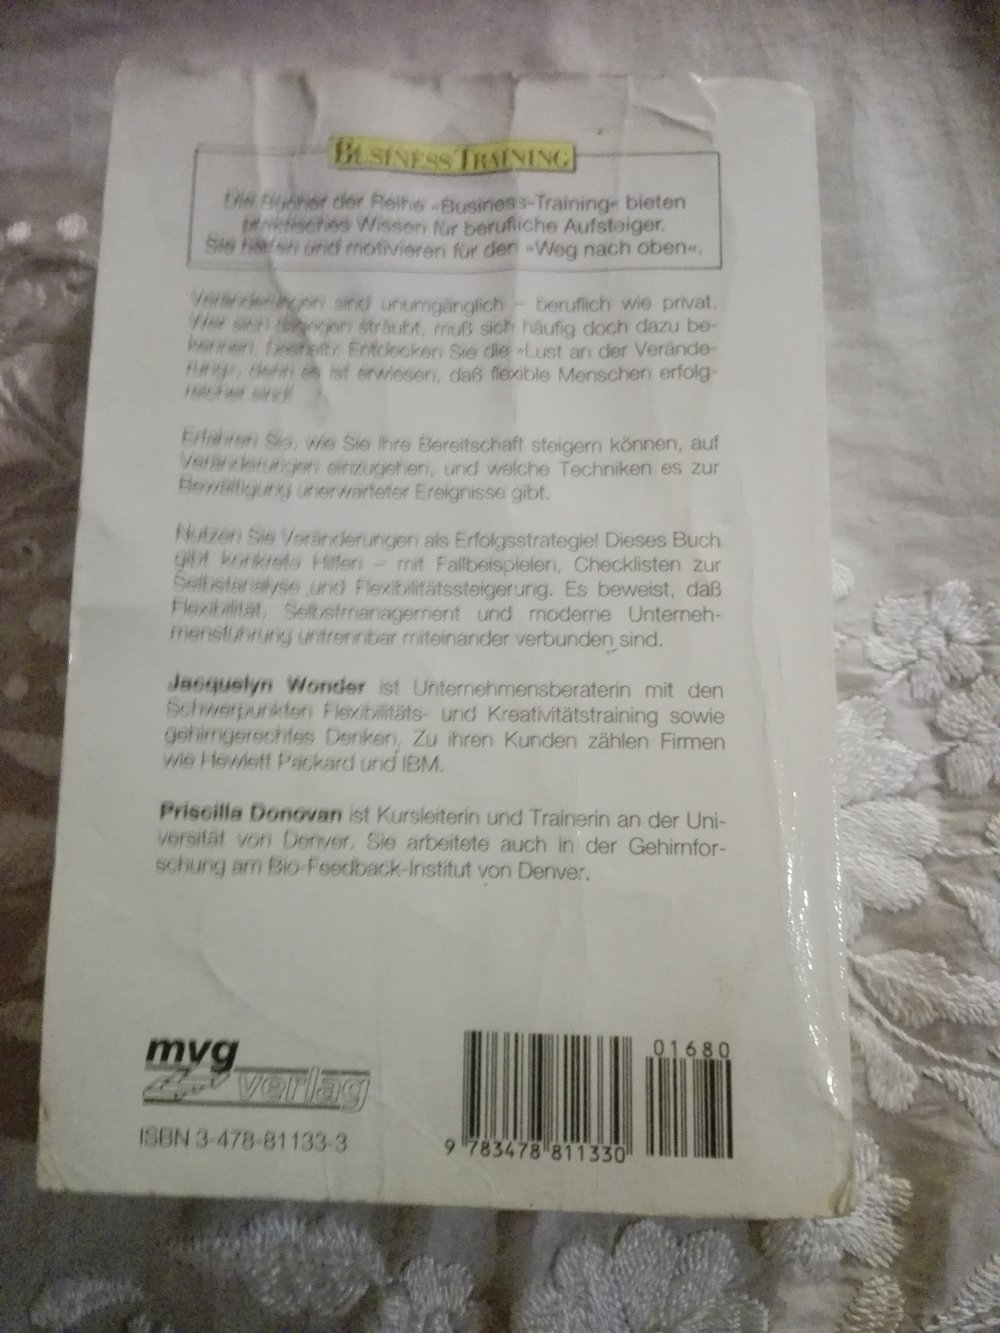 BUSINESS TRAINING
Die Bücher der Reihe »Business-Training« bieten
praktisches Wissen für berufliche Aufsteiger.
Sie helfen und motivieren für den »Weg nach oben«.
Veränderungen sind unumgänglich – beruflich wie privat.
Wer sich dagegen sträubt, muß sich häufig doch dazu be-
kennen. Deshalb: Entdecken Sie die »Lust an der Verände-
rung«, denn es ist erwiesen, daß flexible Menschen erfolg-
reicher sind!
Erfahren Sie, wie Sie Ihre Bereitschaft steigern können, auf
Veränderungen einzugehen, und welche Techniken es zur
Bewältigung unerwarteter Ereignisse gibt.
Nutzen Sie Veränderungen als Erfolgsstrategie! Dieses Buch
gibt konkrete Hilfen – mit Fallbeispielen, Checklisten zur
Selbstanalyse und Flexibilitätssteigerung. Es beweist, daß
Flexibilität, Selbstmanagement und moderne Unterneh-
mensführung untrennbar miteinander verbunden sind.
Jacquelyn Wonder ist Unternehmensberaterin mit den
Schwerpunkten Flexibilitäts- und Kreativitätstraining sowie
gehirngerechtes Denken. Zu ihren Kunden zählen Firmen
wie Hewlett Packard und IBM.
Priscilla Donovan ist Kursleiterin und Trainerin an der Uni-
versität von Denver. Sie arbeitete auch in der Gehirnfor-
schung am Bio-Feedback-Institut von Denver.
mvg
verlag
ISBN 3-478-81133-3
01680
9 783478 811330